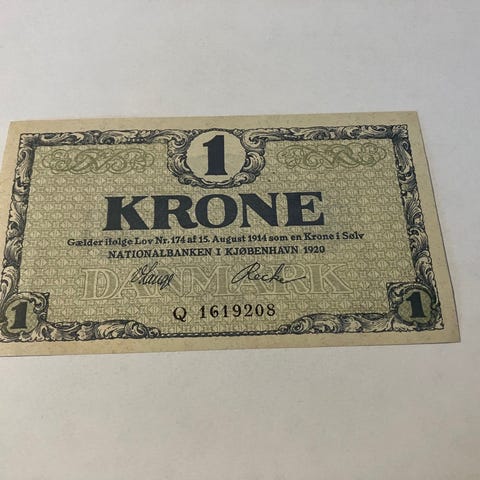 1
KRONE
Gælder ifølge Lov Nr. 174 af 15. August 1914 som en Krone i Sølv
NATIONALBANKEN I KJØBENHAVN 1920
DANMARK
Q 1619208
1 1